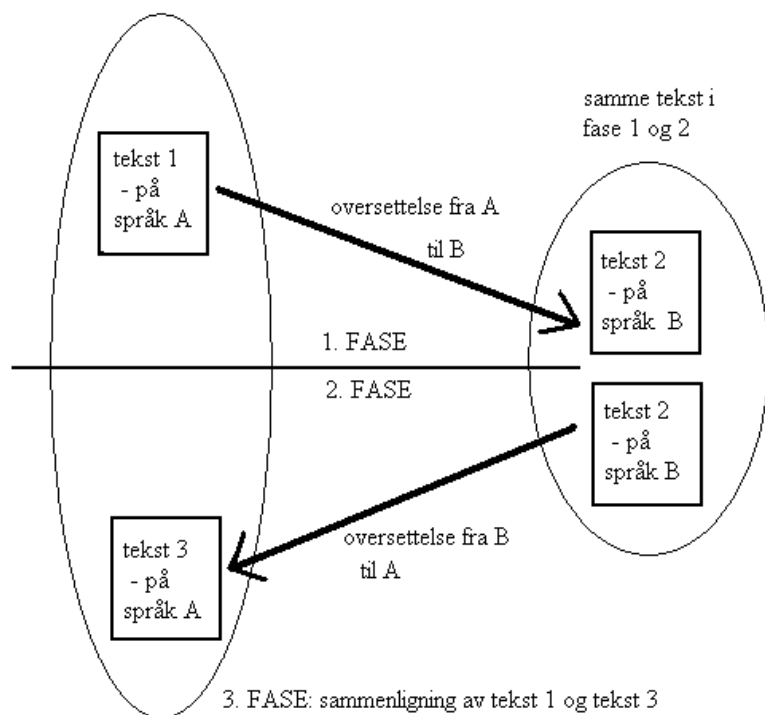 samme tekst i
fase 1 og 2
tekst 1
- på
språk A
oversettelse fra A
til B
tekst 2
- på
språk B
1. FASE
2. FASE
tekst 2
- på
språk B
oversettelse fra B
til A
tekst 3
- på
språk A
3. FASE: sammenligning av tekst 1 og tekst 3